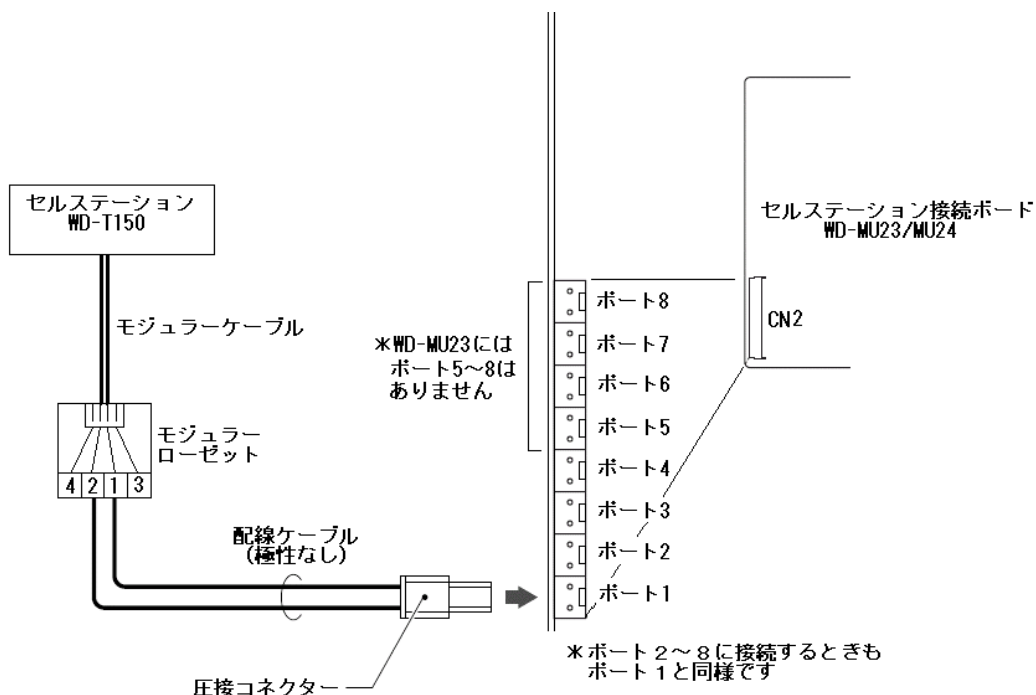 セルステーション
WD-T150
モジュラーケーブル
モジュラー
ローゼット
4 2 1 3
配線ケーブル
(極性なし)
圧接コネクター
＊WD-MU23には
ポート5～8は
ありません
ポート8
ポート7
ポート6
ポート5
ポート4
ポート3
ポート2
ポート1
セルステーション接続ボード
WD-MU23/MU24
CN2
＊ポート２～８に接続するときも
ポート１と同様です